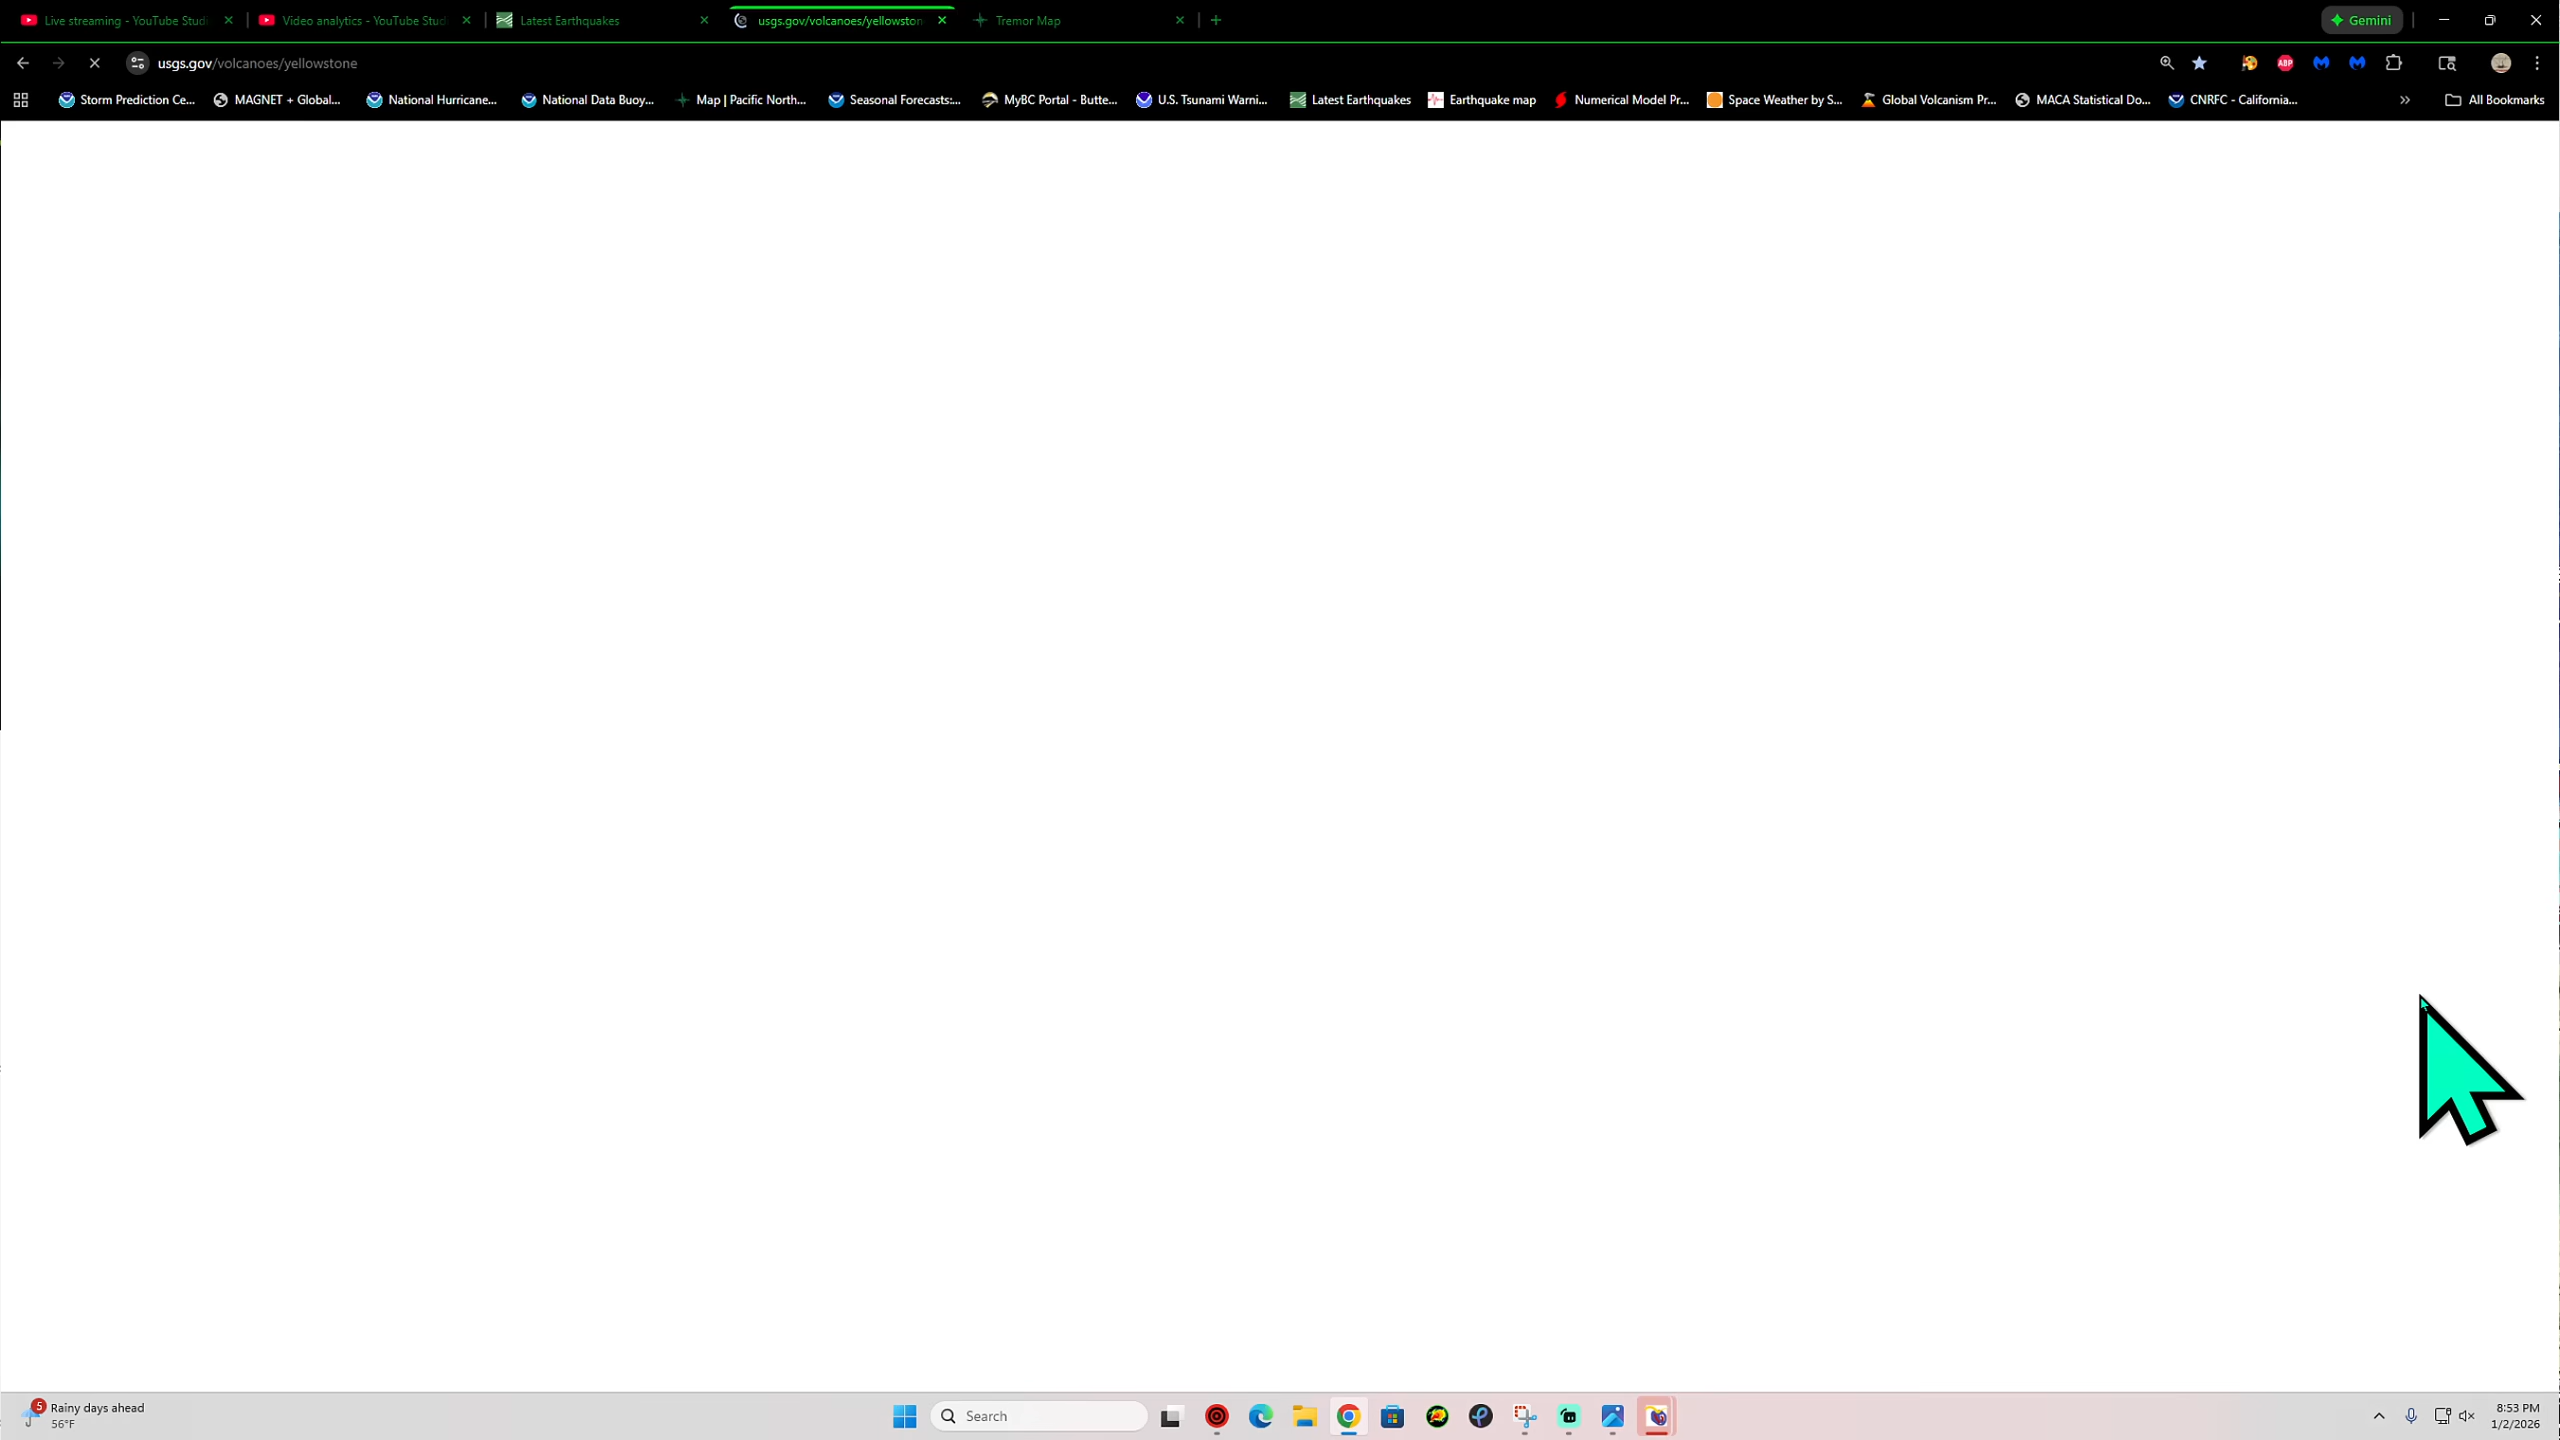 Live streaming - YouTube Studi
Video analytics - YouTube Stud
Latest Earthquakes
usgs.gov/volcanoes/yellowston
Tremor Map
Gemini
usgs.gov/volcanoes/yellowstone
Storm Prediction Ce...
MAGNET + Global...
National Hurricane...
National Data Buoy...
Map | Pacific North...
Seasonal Forecasts:...
MyBC Portal - Butte...
U.S. Tsunami Warni...
Latest Earthquakes
Earthquake map
Numerical Model Pr...
Space Weather by S...
Global Volcanism Pr...
MACA Statistical Do...
CNRFC - California...
All Bookmarks
ABP
5
Rainy days ahead
56°F
Search
8:53 PM
1/2/2026